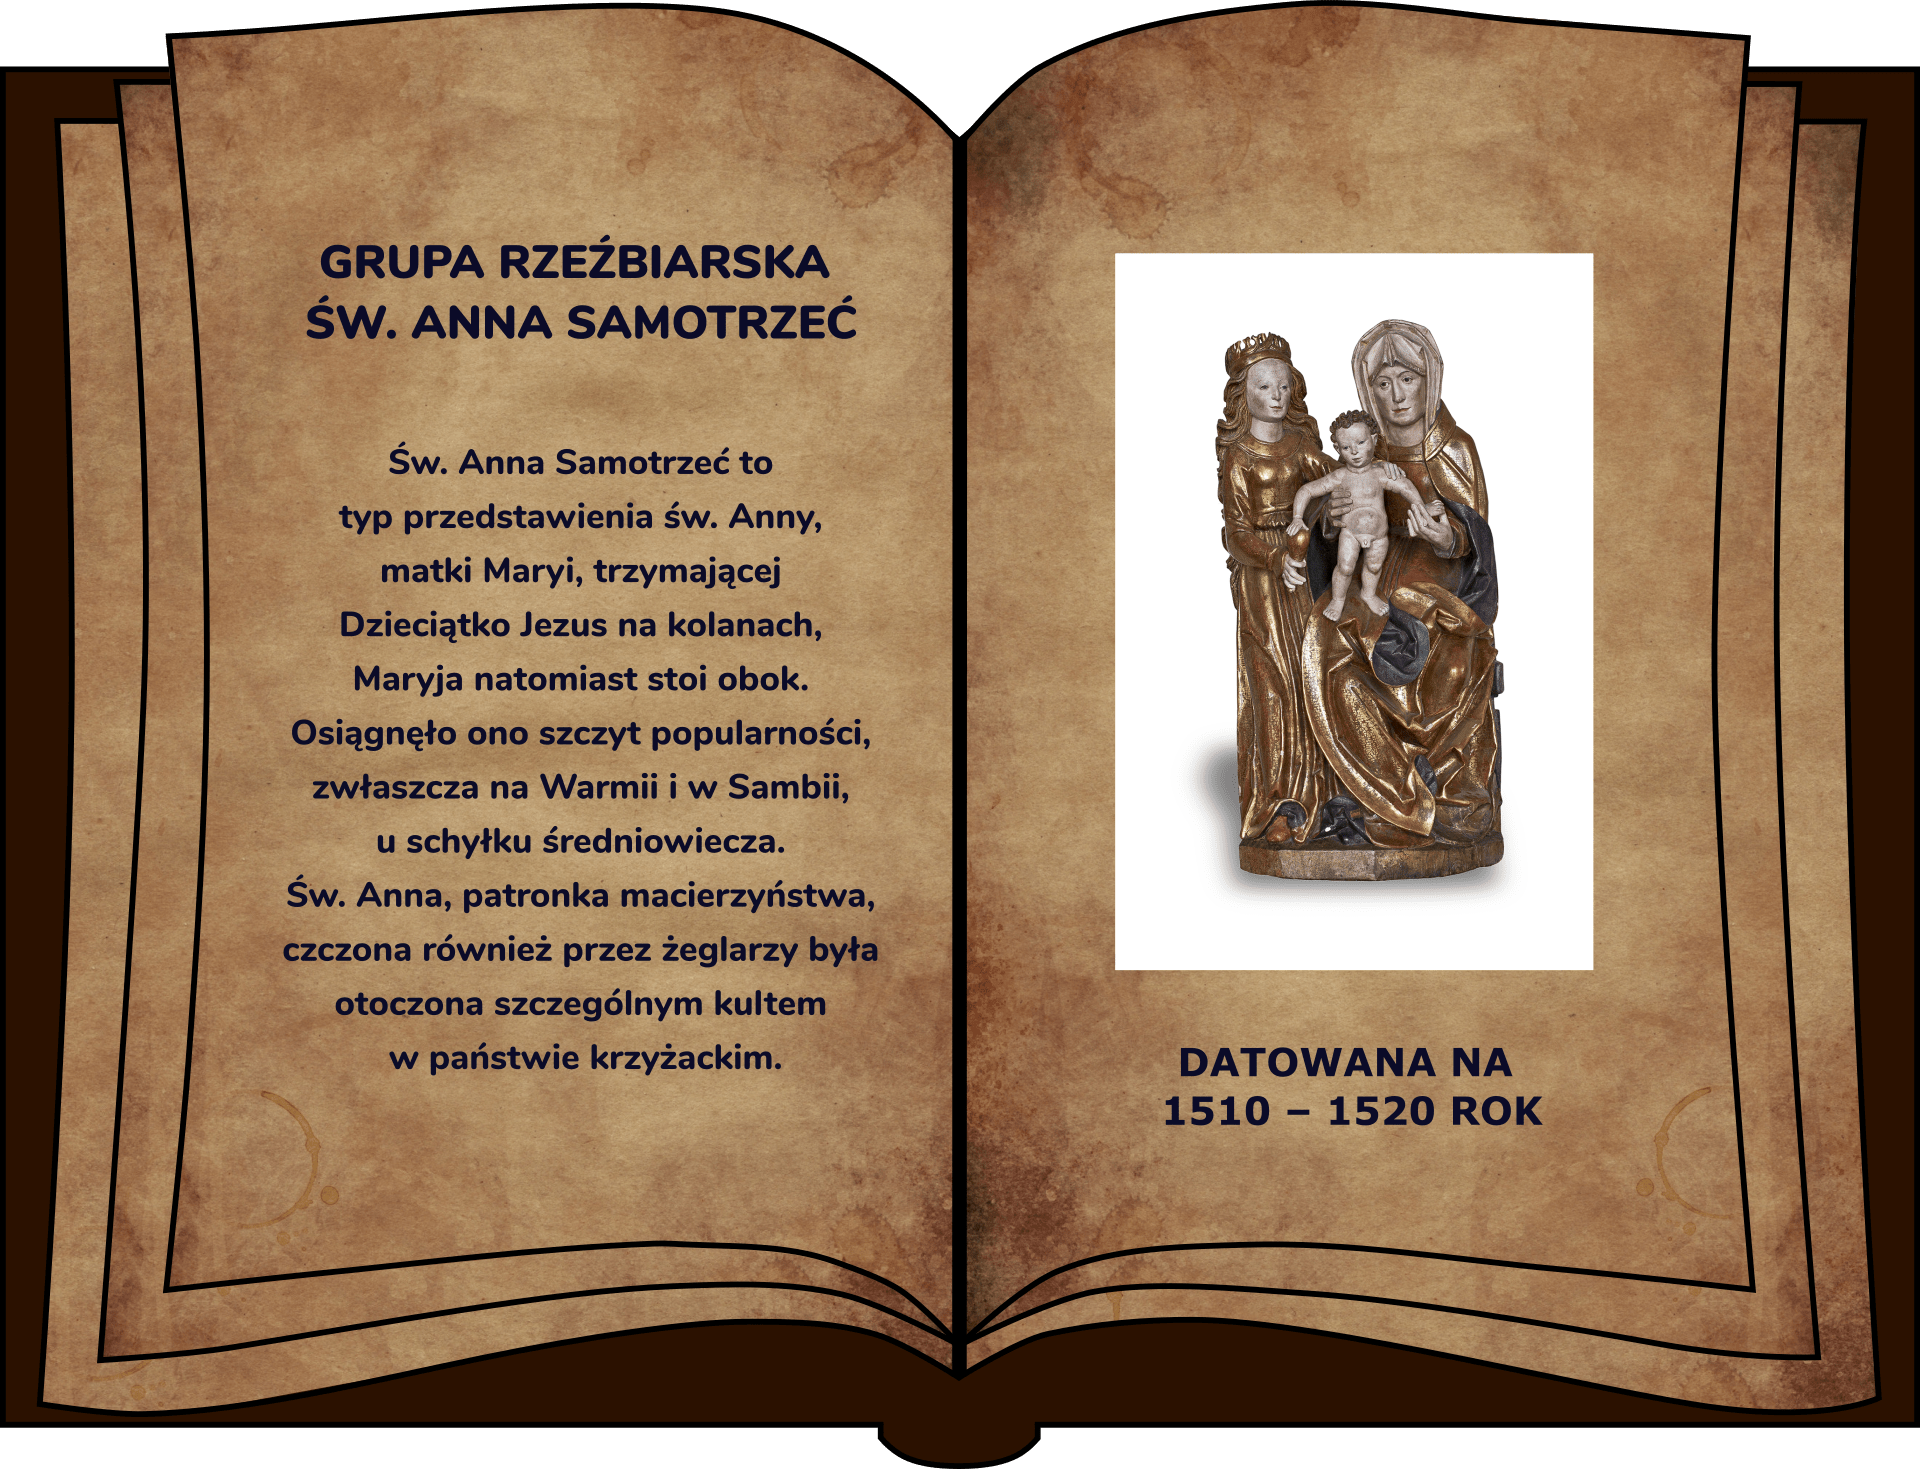 GRUPA RZEŹBIARSKA
ŚW. ANNA SAMOTRZEĆ
Św. Anna Samotrzeć to
typ przedstawienia św. Anny,
matki Maryi, trzymającej
Dzieciątko Jezus na kolanach,
Maryja natomiast stoi obok.
Osiągnęło ono szczyt popularności,
zwłaszcza na Warmii i w Sambii,
u schyłku średniowiecza.
Św. Anna, patronka macierzyństwa,
czczona również przez żeglarzy była
otoczona szczególnym kultem
w państwie krzyżackim.
DATOWANA NA
1510 – 1520 ROK